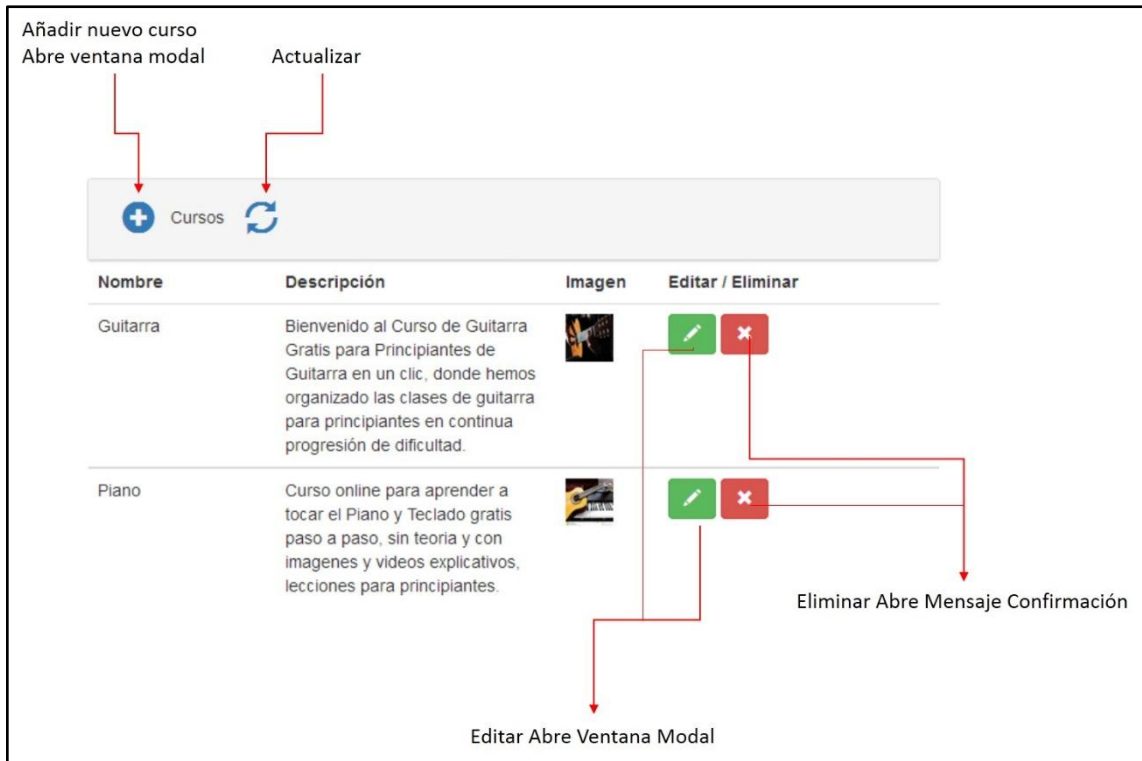 Añadir nuevo curso
Abre ventana modal
Actualizar
Cursos
Nombre
Descripción
Imagen
Editar / Eliminar
Guitarra
Bienvenido al Curso de Guitarra
Gratis para Principiantes de
Guitarra en un clic, donde hemos
organizado las clases de guitarra
para principiantes en continua
progresión de dificultad.
Piano
Curso online para aprender a
tocar el Piano y Teclado gratis
paso a paso, sin teoria y con
imagenes y videos explicativos,
lecciones para principiantes.
Eliminar Abre Mensaje Confirmación
Editar Abre Ventana Modal